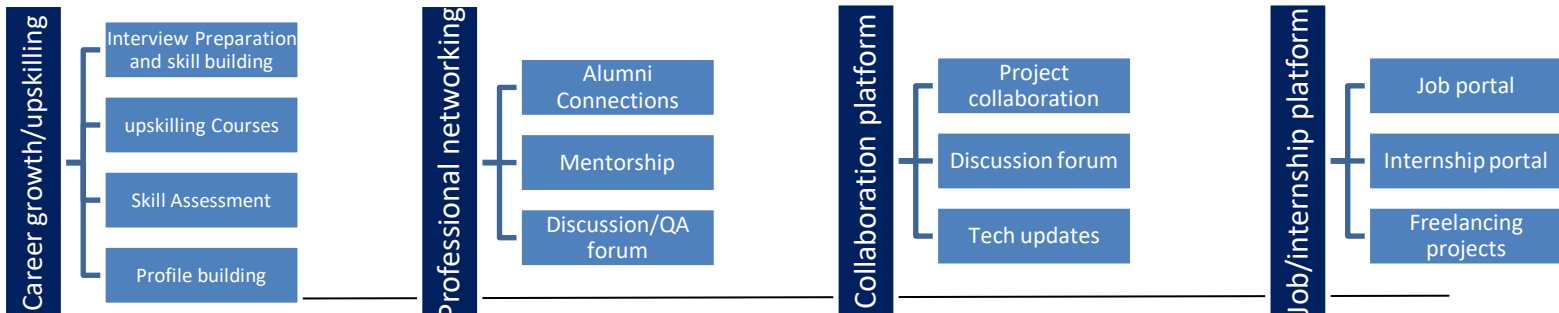 Career growth/upskilling
Interview Preparation
and skill building
upskilling Courses
Skill Assessment
Profile building
Professional networking
Alumni
Connections
Mentorship
Discussion/QA
forum
Collaboration platform
Project
collaboration
Discussion forum
Tech updates
Job/internship platform
Job portal
Internship portal
Freelancing
projects